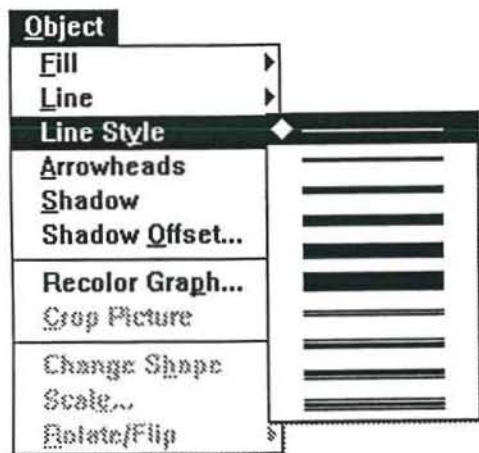 Object
Fill
Line
Line Style
Arrowheads
Shadow
Shadow Offset...
Recolor Graph...
Crop Picture
Change Shape
Scale...
Rotate/Flip